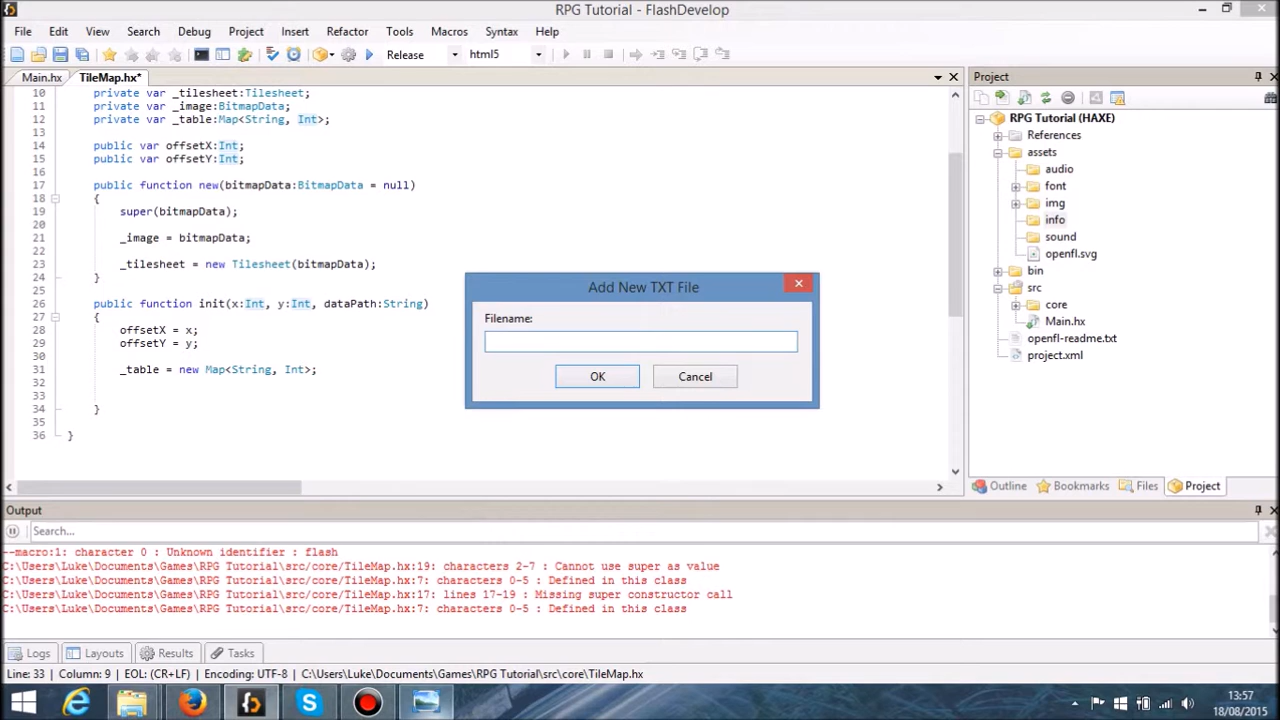 RPG Tutorial - FlashDevelop
File Edit View Search Debug Project Insert Refactor Tools Macros Syntax Help
Release html5
Main.hx TileMap.hx*
10 private var _tilesheet:Tilesheet;
11 private var _image:BitmapData;
12 private var _table:Map<String, Int>;
13
14 public var offsetX:Int;
15 public var offsetY:Int;
16
17 public function new(bitmapData:BitmapData = null)
18 {
19 super(bitmapData);
20
21 _image = bitmapData;
22
23 _tilesheet = new Tilesheet(bitmapData);
24 }
25
26 public function init(x:Int, y:Int, dataPath:String)
27 {
28 offsetX = x;
29 offsetY = y;
30
31 _table = new Map<String, Int>;
32
33
34 }
35
36 }
Add New TXT File
Filename:
OK Cancel
Project
RPG Tutorial (HAXE)
References
assets
audio
font
img
info
sound
openfl.svg
bin
src
core
Main.hx
openfl-readme.txt
project.xml
Outline Bookmarks Files Project
Output
Search...
--macro:1: character 0 : Unknown identifier : flash
C:\Users\Luke\Documents\Games\RPG Tutorial\src/core/TileMap.hx:19: characters 2-7 : Cannot use super as value
C:\Users\Luke\Documents\Games\RPG Tutorial\src/core/TileMap.hx:7: characters 0-5 : Defined in this class
C:\Users\Luke\Documents\Games\RPG Tutorial\src/core/TileMap.hx:17: lines 17-19 : Missing super constructor call
C:\Users\Luke\Documents\Games\RPG Tutorial\src/core/TileMap.hx:7: characters 0-5 : Defined in this class
Logs Layouts Results Tasks
Line: 33 | Column: 9 | EOL: (CR+LF) | Encoding: UTF-8 | C:\Users\Luke\Documents\Games\RPG Tutorial\src\core\TileMap.hx
13:57
18/08/2015